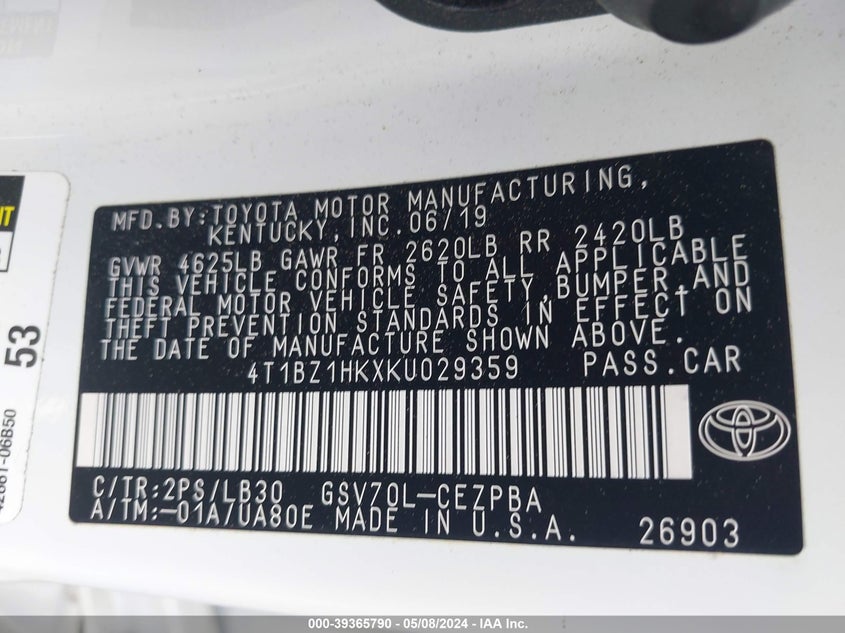 MFD. BY: TOYOTA MOTOR MANUFACTURING,
KENTUCKY, INC. 06/19
GVWR 4625LB GAWR FR 2620LB RR 2420LB
THIS VEHICLE CONFORMS TO ALL APPLICABLE
FEDERAL MOTOR VEHICLE SAFETY, BUMPER, AND
THEFT PREVENTION STANDARDS IN EFFECT ON
THE DATE OF MANUFACTURE SHOWN ABOVE.
4T1BZ1HKXKU029359 PASS.CAR
C/TR:2PS/LB30 GSV70L-CEZPBA
A/TM:-01A/UA80E MADE IN U.S.A. 26903
53
000-39365790 - 05/08/2024 - IAA Inc.